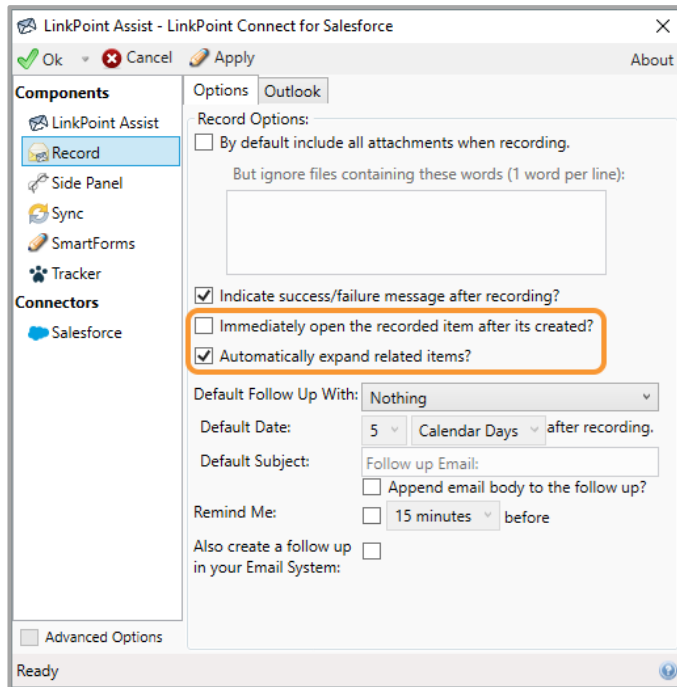 LinkPoint Assist - LinkPoint Connect for Salesforce
Ok Cancel Apply About
Components
LinkPoint Assist
Record
Side Panel
Sync
SmartForms
Tracker
Connectors
Salesforce
Advanced Options
Options Outlook
Record Options:
By default include all attachments when recording.
But ignore files containing these words (1 word per line):
Indicate success/failure message after recording?
Immediately open the recorded item after its created?
Automatically expand related items?
Default Follow Up With: Nothing
Default Date: 5 Calendar Days after recording.
Default Subject: Follow up Email:
Append email body to the follow up?
Remind Me: 15 minutes before
Also create a follow up
in your Email System:
Ready